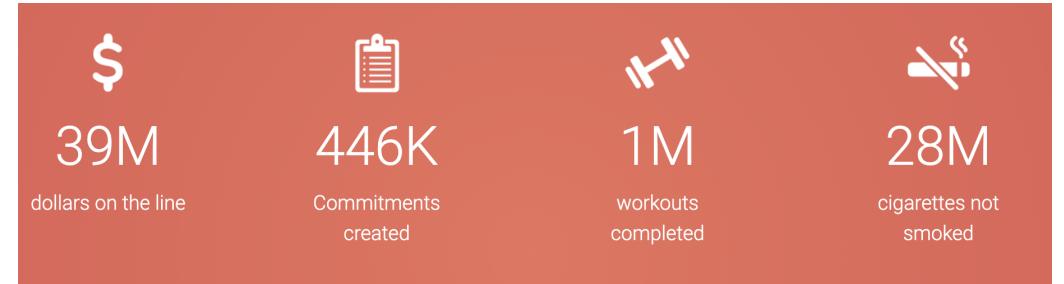 39M
dollars on the line
446K
Commitments
created
1M
workouts
completed
28M
cigarettes not
smoked